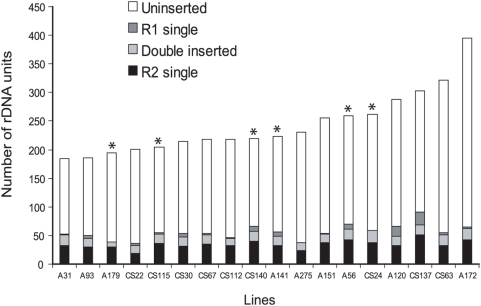 Uninserted
R1 single
Double inserted
R2 single
Number of rDNA units
450
400
350
300
250
200
150
100
50
0
* * * * * *
A31 A93 A179 CS22 CS115 CS30 CS67 CS112 CS140 A141 A275 A151 A56 CS24 A120 CS137 CS63 A172
Lines